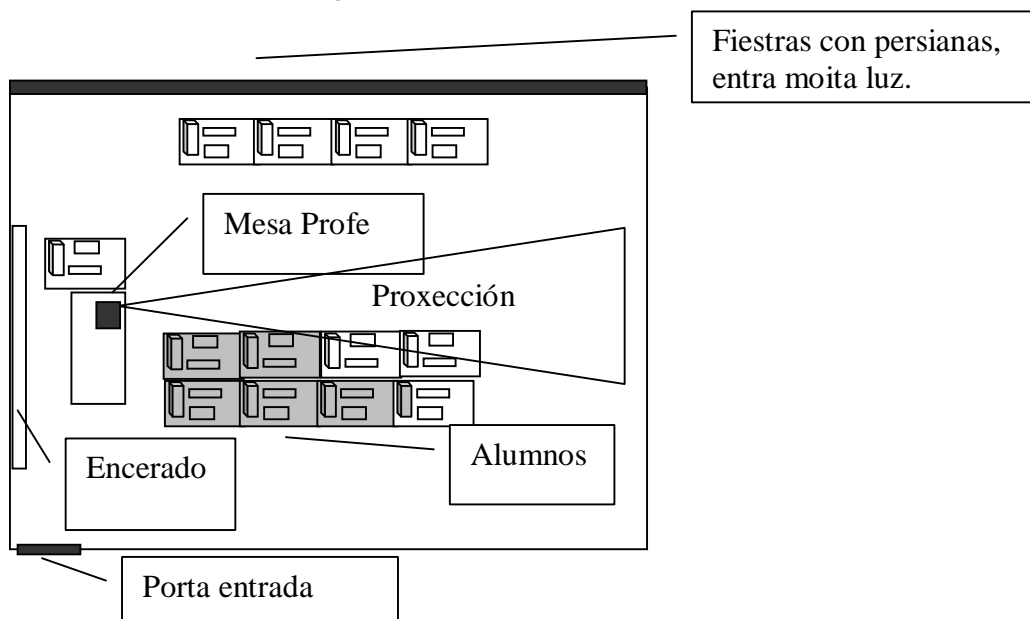 Fiestras con persianas,
entra moita luz.
Mesa Profe
Proxección
Alumnos
Encerado
Porta entrada